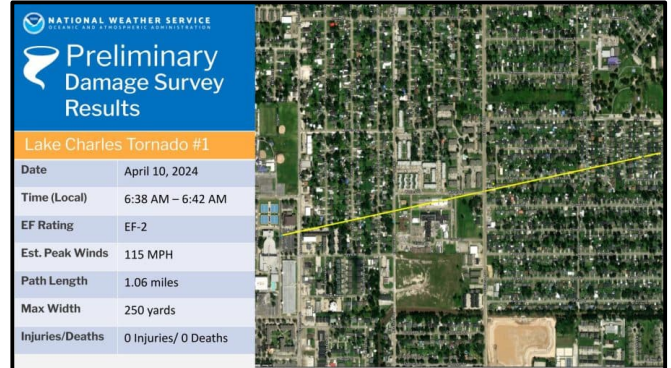 NATIONAL WEATHER SERVICE
OCEANIC AND ATMOSPHERIC ADMINISTRATION
Preliminary
Damage Survey
Results
Lake Charles Tornado #1
Date April 10, 2024
Time (Local) 6:38 AM – 6:42 AM
EF Rating EF-2
Est. Peak Winds 115 MPH
Path Length 1.06 miles
Max Width 250 yards
Injuries/Deaths 0 Injuries/ 0 Deaths